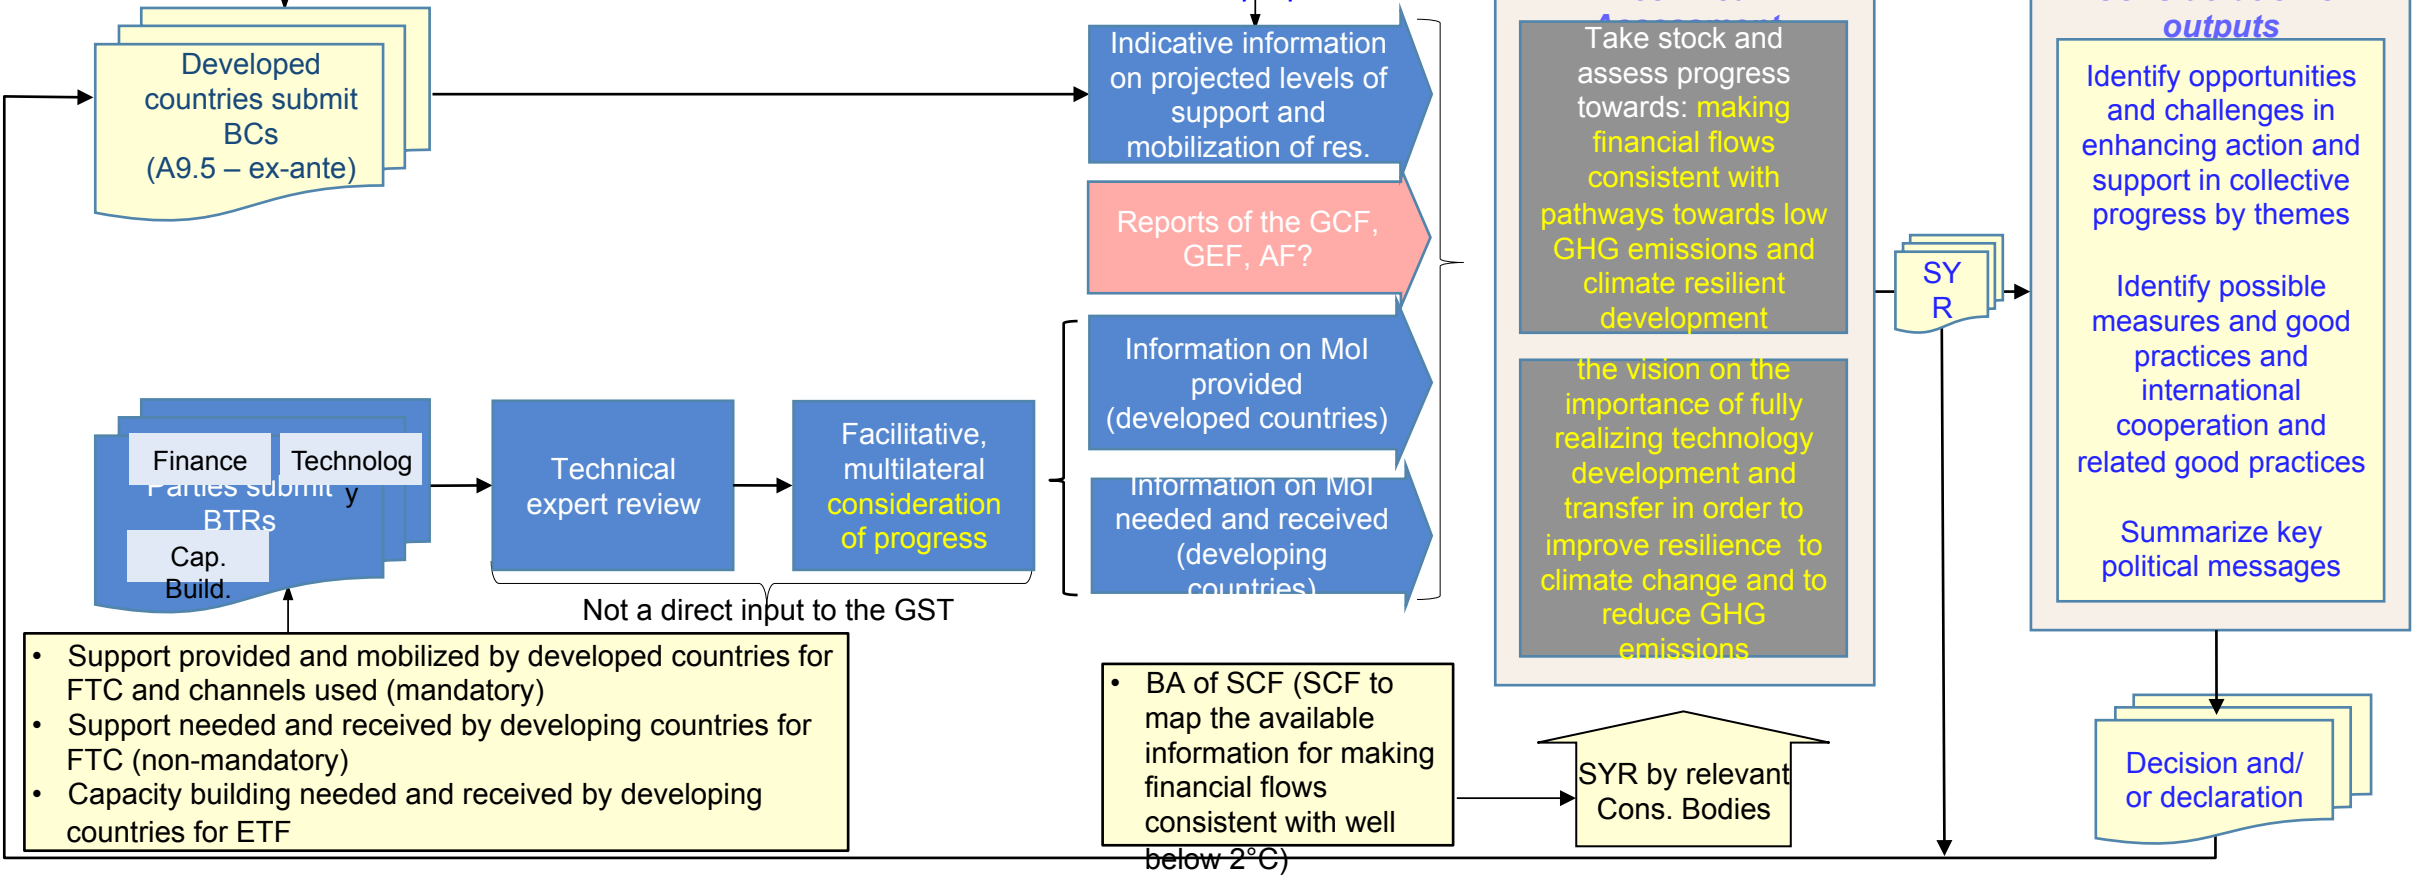 Developed
countries submit
BCs
(A9.5 – ex-ante)
Indicative information
on projected levels of
support and
mobilization of res.
Reports of the GCF,
GEF, AF?
Information on MoI
provided
(developed countries)
Information on MoI
needed and received
(developing
countries)
Finance
Technolog
y
Parties submit
BTRs
Cap.
Build.
Technical
expert review
Facilitative,
multilateral
consideration
of progress
Not a direct input to the GST
• Support provided and mobilized by developed countries for
FTC and channels used (mandatory)
• Support needed and received by developing countries for
FTC (non-mandatory)
• Capacity building needed and received by developing
countries for ETF
• BA of SCF (SCF to
map the available
information for making
financial flows
consistent with well
below 2°C)
Assessment
Take stock and
assess progress
towards: making
financial flows
consistent with
pathways towards low
GHG emissions and
climate resilient
development
the vision on the
importance of fully
realizing technology
development and
transfer in order to
improve resilience to
climate change and to
reduce GHG
emissions
SYR by relevant
Cons. Bodies
SY
R
outputs
Identify opportunities
and challenges in
enhancing action and
support in collective
progress by themes
Identify possible
measures and good
practices and
international
cooperation and
related good practices
Summarize key
political messages
Decision and/
or declaration